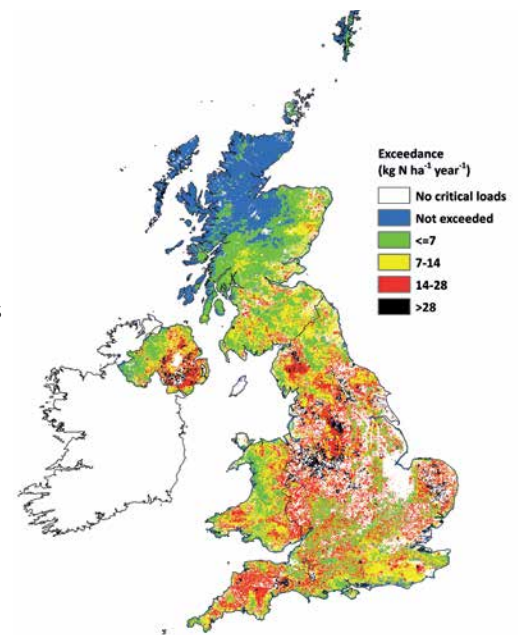 Exceedance
(kg N ha⁻¹ year⁻¹)
No critical loads
Not exceeded
<=7
7-14
14-28
>28
s